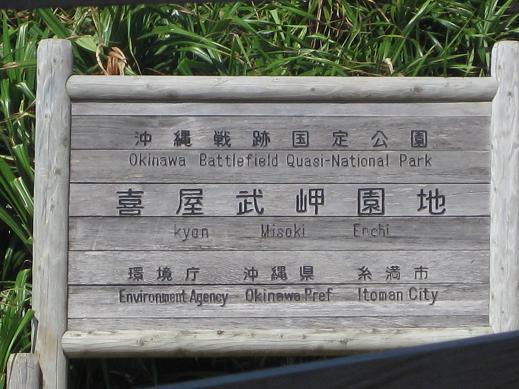 沖縄戦跡国定公園
Okinawa Battlefield Quasi-National Park
喜屋武岬園地
kyan Misaki Enchi
環境庁 沖縄県 糸満市
Environment Agency Okinawa Pref Itoman City